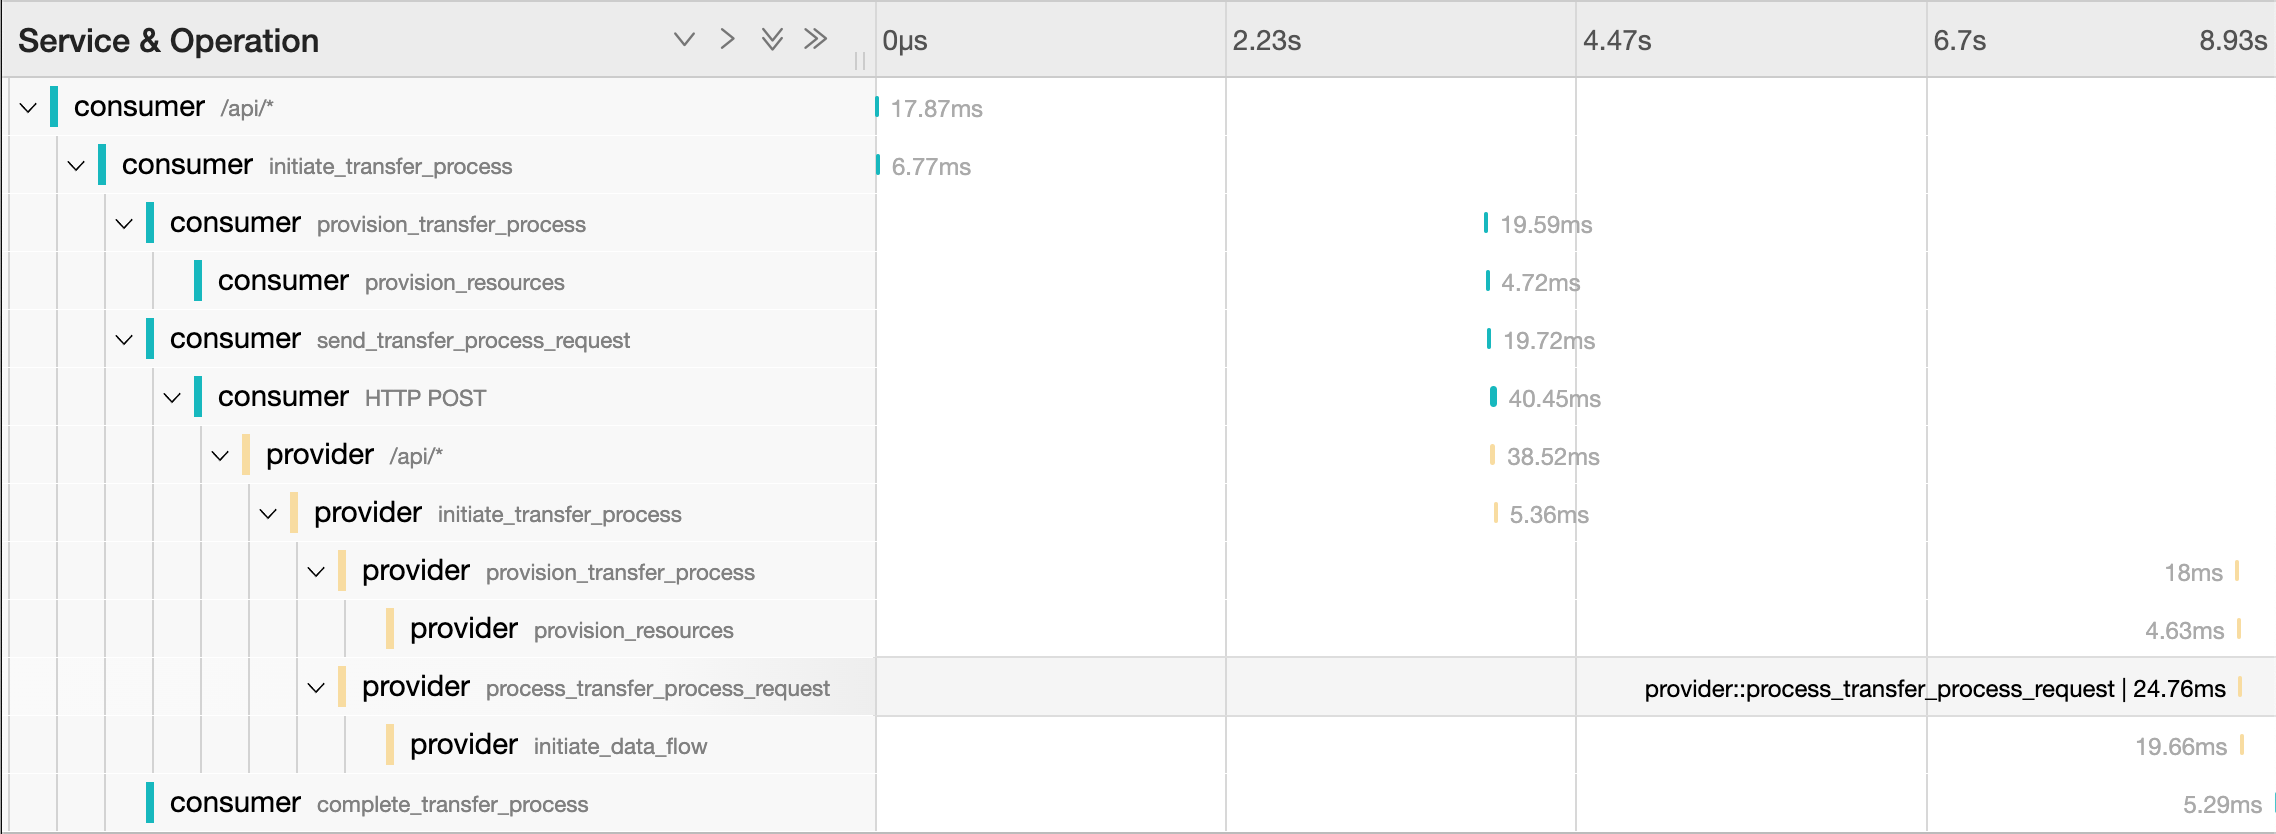 Service & Operation 0μs 2.23s 4.47s 6.7s 8.93s
consumer /api/* 17.87ms
consumer initiate_transfer_process 6.77ms
consumer provision_transfer_process 19.59ms
consumer provision_resources 4.72ms
consumer send_transfer_process_request 19.72ms
consumer HTTP POST 40.45ms
provider /api/* 38.52ms
provider initiate_transfer_process 5.36ms
provider provision_transfer_process 18ms
provider provision_resources 4.63ms
provider process_transfer_process_request provider::process_transfer_process_request | 24.76ms
provider initiate_data_flow 19.66ms
consumer complete_transfer_process 5.29ms